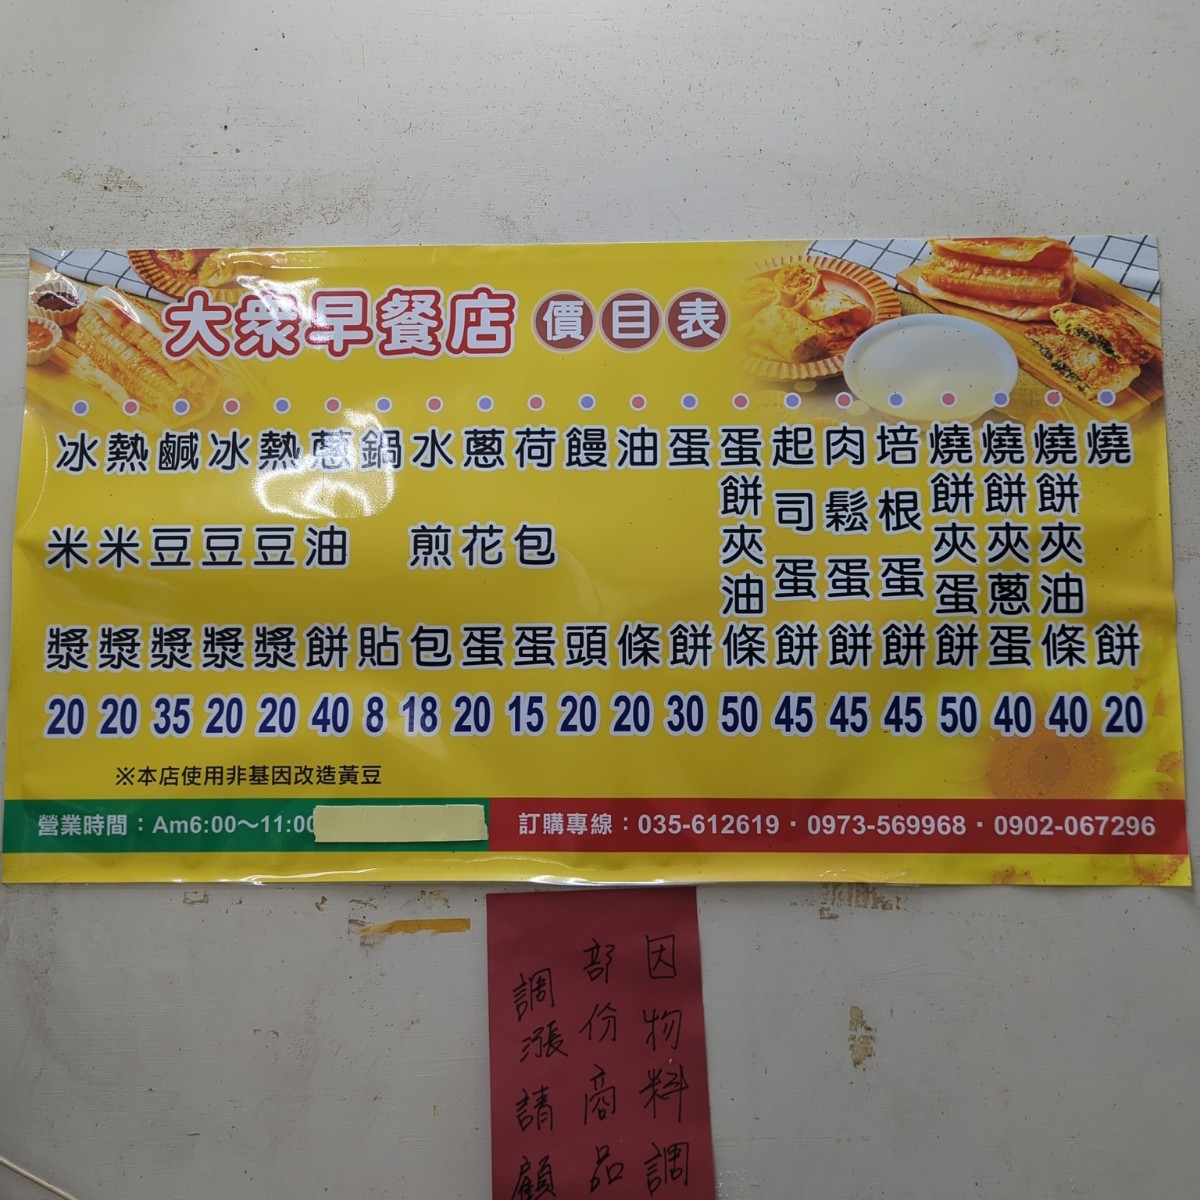 大眾早餐店 價目表
燒餅 20
燒餅夾油條 40
燒餅夾蔥蛋 40
燒餅夾蛋餅 50
培根蛋餅 45
肉鬆蛋餅 45
起司蛋餅 45
蛋餅夾油條 50
蛋餅 30
油條 20
饅頭 20
荷包蛋 15
蔥花蛋 20
水煎包 18
鍋貼 8
蔥油餅 40
熱豆漿 20
冰豆漿 20
鹹豆漿 35
熱米漿 20
冰米漿 20
※本店使用非基因改造黃豆
營業時間：Am6:00～11:00
訂購專線：035-612619．0973-569968．0902-067296
因物料調
部份商品
調漲請顧